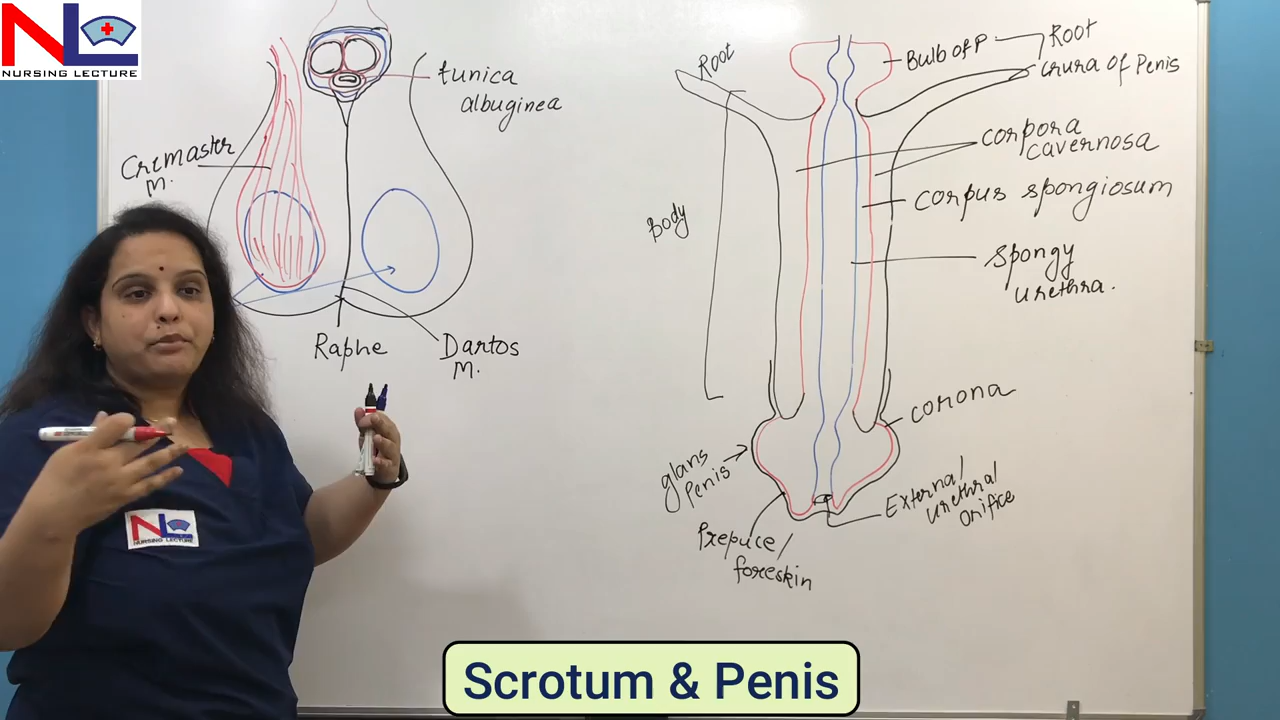 NL
NURSING LECTURE
tunica
albuginea
Cremaster
M.
Raphe
Dartos
M.
Root
Bulb of P
Root
crura of Penis
corpora
cavernosa
corpus spongiosum
Body
spongy
urethra.
corona
glans
Penis
External
urethral
orifice
Prepuce/
foreskin
NL
NURSING LECTURE
Scrotum & Penis